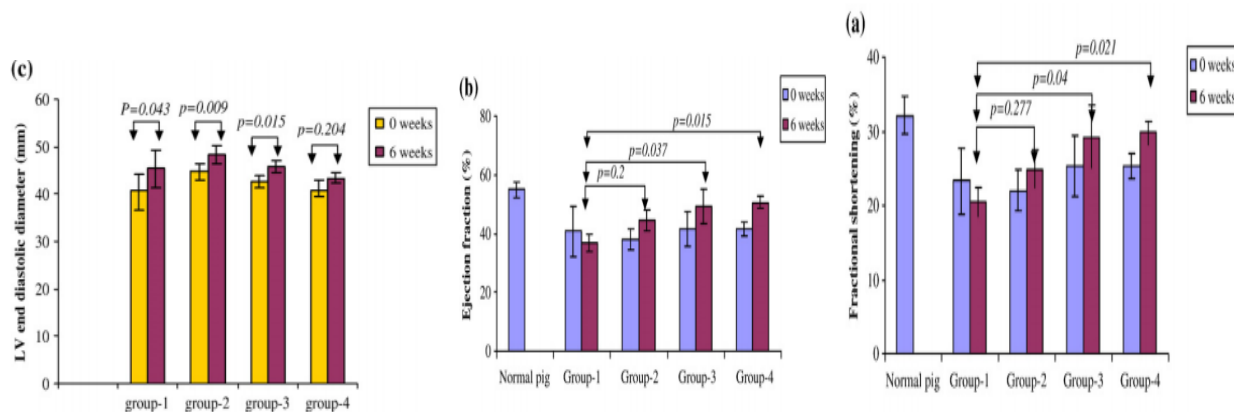 (c)
LV end diastolic diameter (mm)
60
50
40
30
20
10
0
P=0.043
p=0.009
p=0.015
p=0.204
0 weeks
6 weeks
group-1 group-2 group-3 group-4
(b)
Ejection fraction (%)
80
60
40
20
0
p=0.015
p=0.037
p=0.2
0 weeks
6 weeks
Normal pig Group-1 Group-2 Group-3 Group-4
(a)
Fractional shortening (%)
40
30
20
10
0
p=0.021
p=0.04
p=0.277
0 weeks
6 weeks
Normal pig Group-1 Group-2 Group-3 Group-4